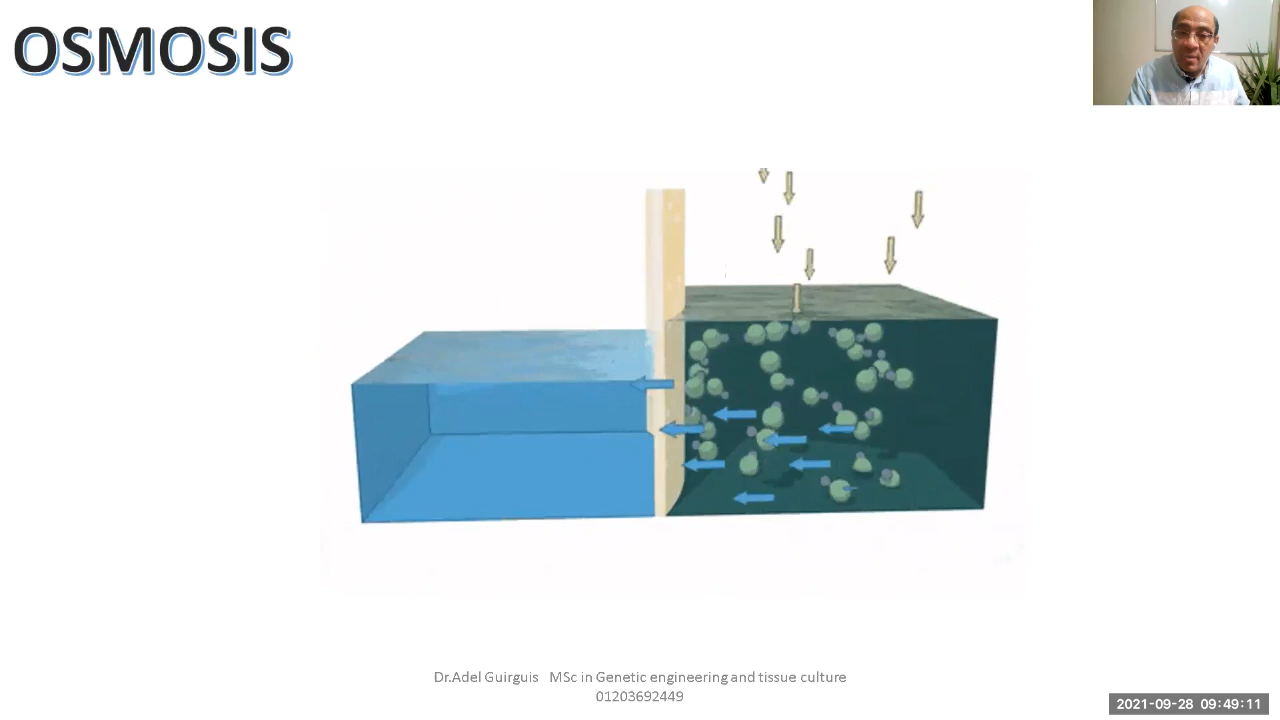 OSMOSIS
Dr.Adel Guirguis MSc in Genetic engineering and tissue culture
01203692449
2021-09-28 09:49:11